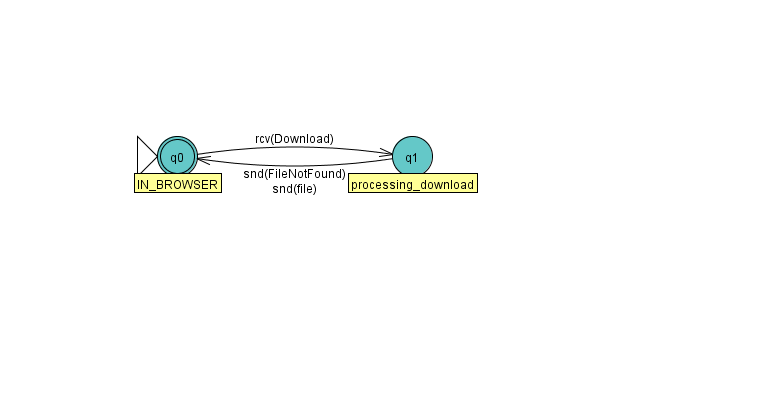 rcv(Download)
q0
q1
snd(FileNotFound)
snd(file)
IN_BROWSER
processing_download